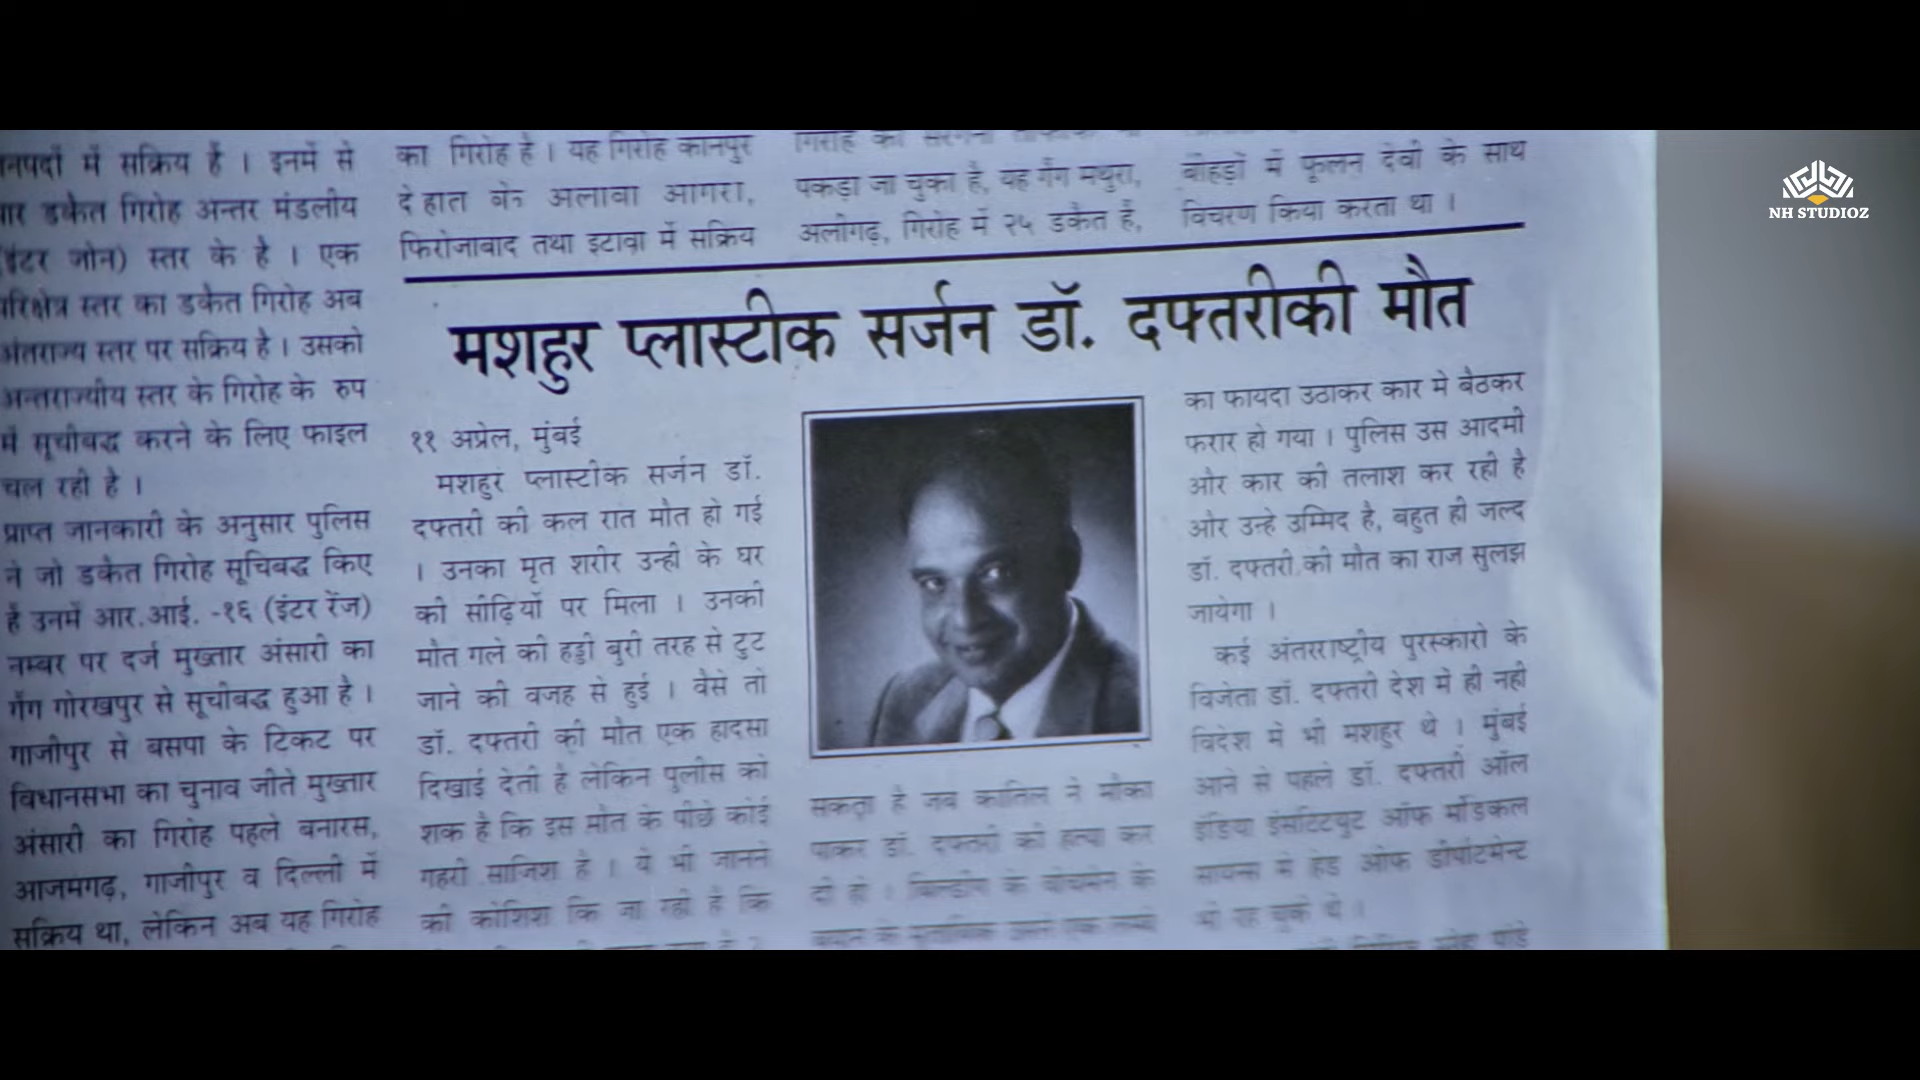 में सक्रिय है । इनमें से
डकैत गिरोह अन्तर मंडलीय
जोन) स्तर के है । एक
स्तर का डकैत गिरोह अब
स्तर पर सक्रिय है । उसको
अन्तराज्यीय स्तर के गिरोह के रुप
में सूचीबद्ध करने के लिए फाइल
चल रही है ।
प्राप्त जानकारी के अनुसार पुलिस
ने जो डकैत गिरोह सूचिबद्ध किए
है उनमें आर.आई. -१६ (इंटर रेंज)
नम्बर पर दर्ज मुख्तार अंसारी का
गैंग गोरखपुर से सूचीबद्ध हुआ है ।
गाजीपुर से बसपा के टिकट पर
विधानसभा का चुनाव जीते मुख्तार
अंसारी का गिरोह पहले बनारस,
आजमगढ़, गाजीपुर व दिल्ली में
सक्रिय था, लेकिन अब यह गिरोह
का गिरोह है । यह गिरोह कानपुर
देहात के अलावा आगरा,
फिरोजाबाद तथा इटावा में सक्रिय
गिरोह का
पकड़ा जा चुका है, यह गैंग मथुरा,
अलीगढ़, गिरोह में २५ डकैत है,
बीहड़ों में फूलन देवी के साथ
विचरण किया करता था ।
मशहुर प्लास्टीक सर्जन डॉ. दफ्तरीकी मौत
११ अप्रेल, मुंबई
मशहुर प्लास्टीक सर्जन डॉ.
दफ्तरी की कल रात मौत हो गई
। उनका मृत शरीर उन्ही के घर
की सीढ़ियों पर मिला । उनकी
मौत गले की हड्डी बुरी तरह से टुट
जाने की वजह से हुई । वैसे तो
डॉ. दफ्तरी की मौत एक हादसा
दिखाई देती है लेकिन पुलीस को
शक है कि इस मौत के पीछे कोई
गहरी साजिश है । ये भी जानने
की कोशिश कि जा रही है कि
सकता है जब कातिल ने मौका
पाकर डॉ. दफ्तरी की हत्या कर
दी हो । के वॉचमेन के
का फायदा उठाकर कार मे बैठकर
फरार हो गया । पुलिस उस आदमी
और कार की तलाश कर रही है
और उन्हे उम्मिद है, बहुत ही जल्द
डॉ. दफ्तरी की मौत का राज सुलझ
जायेगा ।
कई अंतरराष्ट्रीय पुरस्कारो के
विजेता डॉ. दफ्तरी देश में ही नही
विदेश में भी मशहुर थे । मुंबई
आने से पहले डॉ. दफ्तरी ऑल
इंडिया इंसटिटयुट ऑफ मेंडिकल
सायन्स मे हेड ऑफ डीपांटमेन्ट
भी रह चुके थे ।
NH STUDIOZ